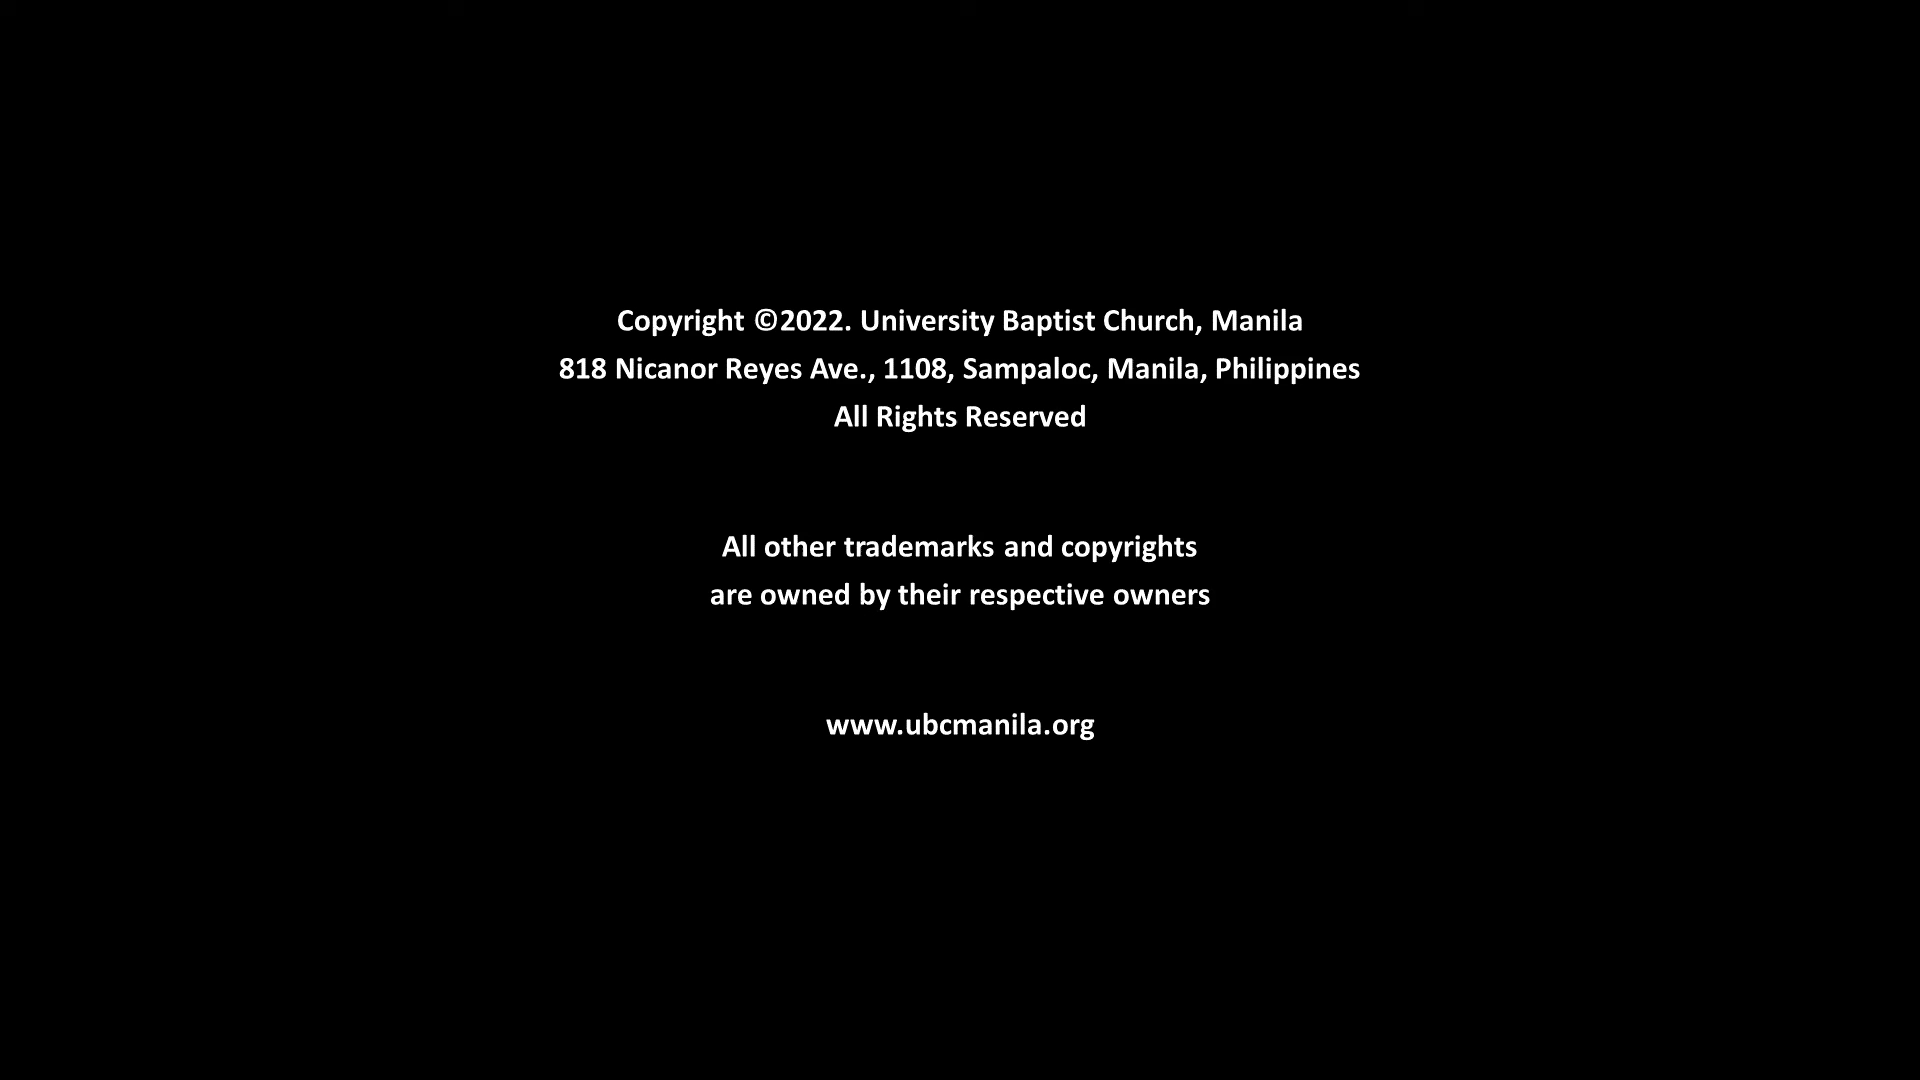 Copyright ©2022. University Baptist Church, Manila
818 Nicanor Reyes Ave., 1108, Sampaloc, Manila, Philippines
All Rights Reserved
All other trademarks and copyrights
are owned by their respective owners
www.ubcmanila.org